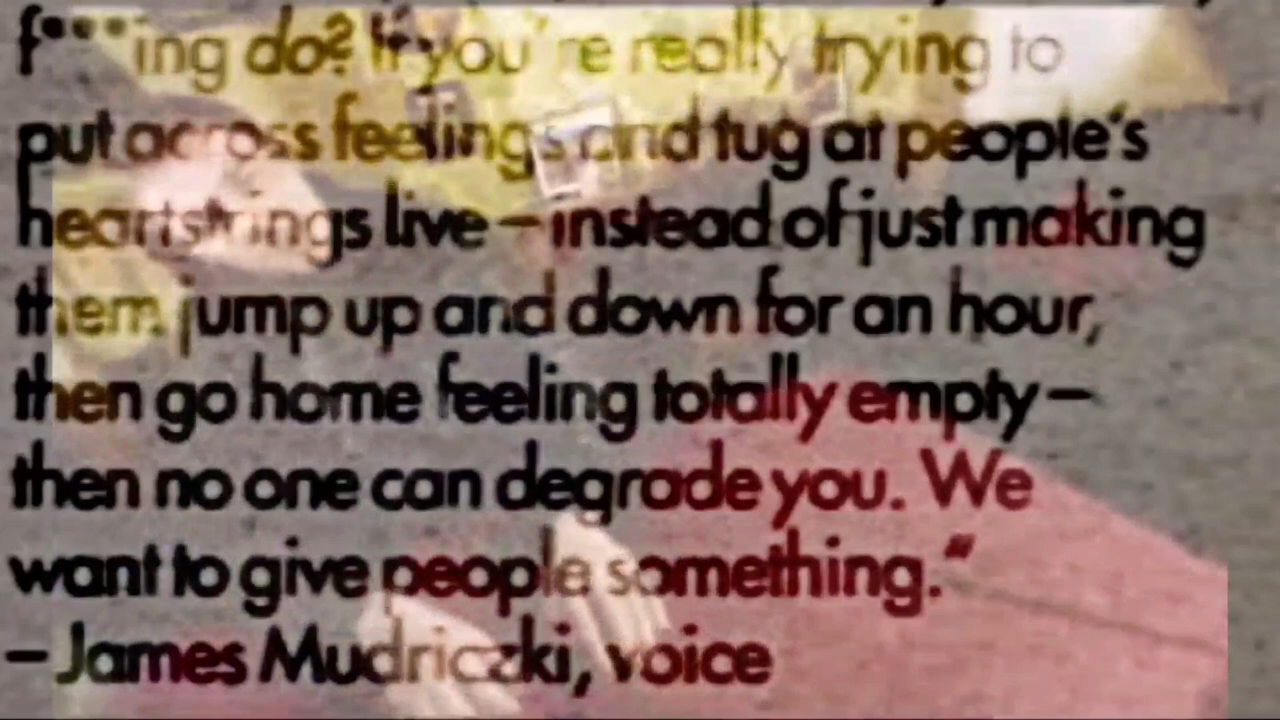 f***ing do? If you're really trying to
put across feelings and tug at people's
heartstrings live – instead of just making
them jump up and down for an hour,
then go home feeling totally empty –
then no one can degrade you. We
want to give people something.”
– James Mudriczki, voice